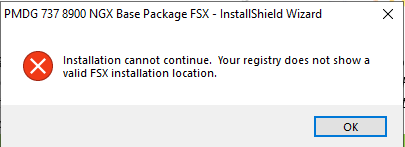 PMDG 737 8900 NGX Base Package FSX - InstallShield Wizard
Installation cannot continue.  Your registry does not show a
valid FSX installation location.
OK